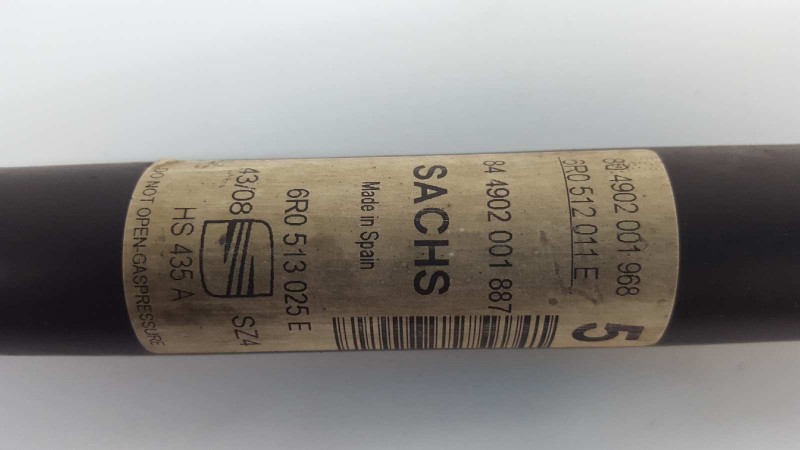 4902 001 968
6R0 512 011 E
5
84 4902 001 887
SACHS
Made in Spain
6R0 513 025 E
43/08 SZ4
HS 435 A
DO NOT OPEN-GASPRESSURE